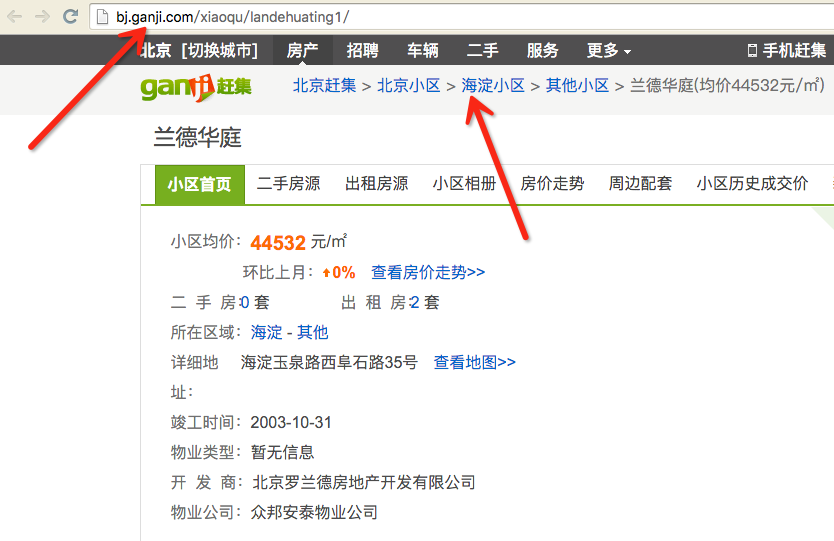 bj.ganji.com/xiaoqu/landehuating1/
北京 [切换城市] 房产 招聘 车辆 二手 服务 更多 手机赶集
ganji 赶集 北京赶集 > 北京小区 > 海淀小区 > 其他小区 > 兰德华庭(均价44532元/㎡)
兰德华庭
小区首页 二手房源 出租房源 小区相册 房价走势 周边配套 小区历史成交价
小区均价: 44532 元/㎡
环比上月: 0% 查看房价走势>>
二 手 房:0 套 出 租 房:2 套
所在区域: 海淀 - 其他
详细地 海淀玉泉路西阜石路35号 查看地图>>
址:
竣工时间: 2003-10-31
物业类型: 暂无信息
开 发 商: 北京罗兰德房地产开发有限公司
物业公司: 众邦安泰物业公司